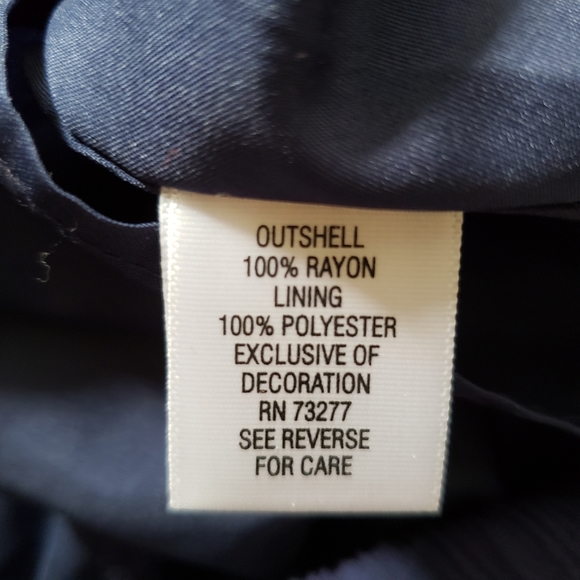 OUTSHELL
100% RAYON
LINING
100% POLYESTER
EXCLUSIVE OF
DECORATION
RN 73277
SEE REVERSE
FOR CARE